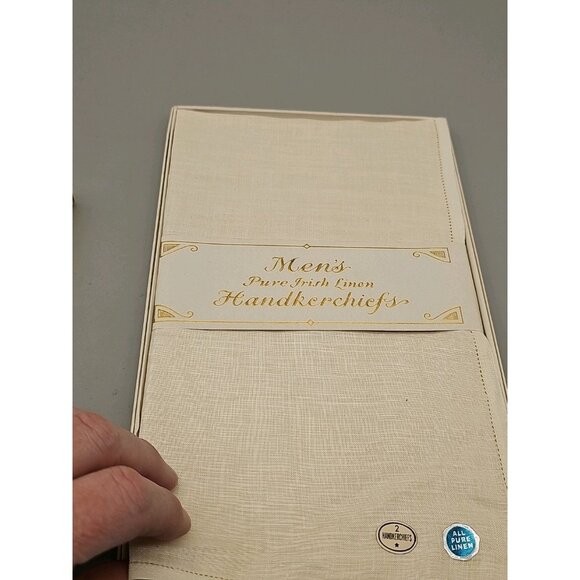 Men's
Pure Irish Linen
Handkerchiefs
2
HANDKERCHIEFS
ALL
PURE
LINEN